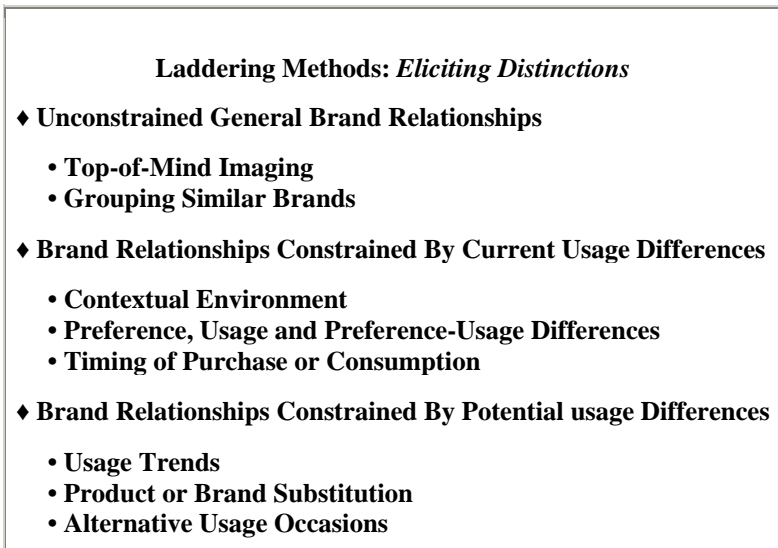 Laddering Methods: Eliciting Distinctions
♦ Unconstrained General Brand Relationships
• Top-of-Mind Imaging
• Grouping Similar Brands
♦ Brand Relationships Constrained By Current Usage Differences
• Contextual Environment
• Preference, Usage and Preference-Usage Differences
• Timing of Purchase or Consumption
♦ Brand Relationships Constrained By Potential usage Differences
• Usage Trends
• Product or Brand Substitution
• Alternative Usage Occasions